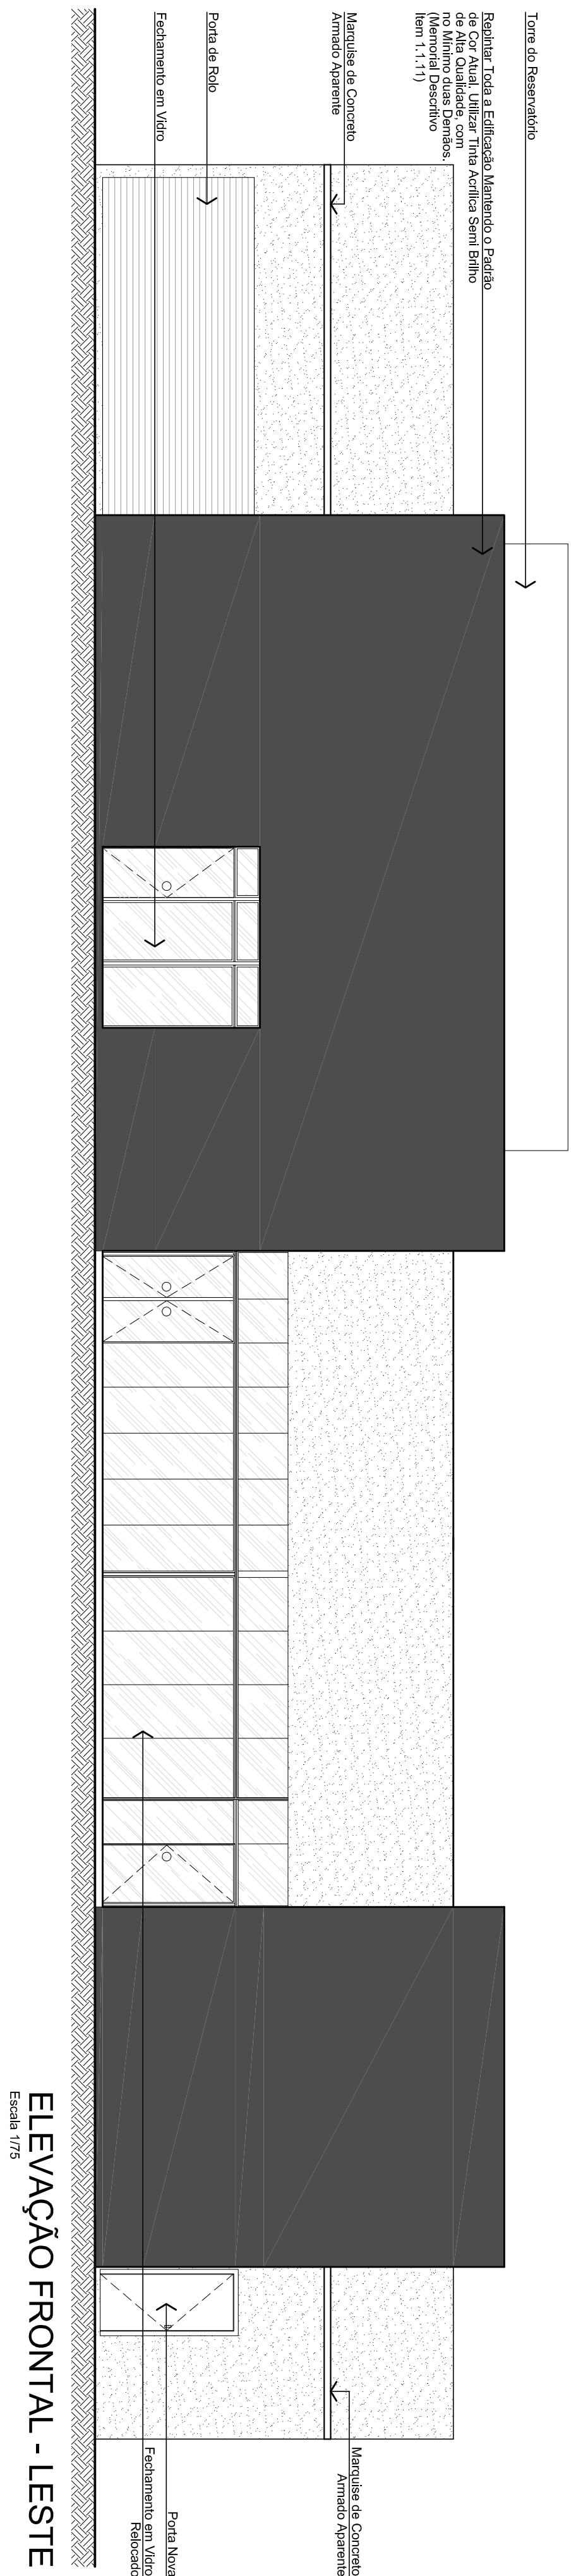 Torre do Reservatório
Repintar Toda a Edificação Mantendo o Padrão
de Cor Atual. Utilizar Tinta Acrílica Semi Brilho
de Alta Qualidade, com
no Mínimo duas Demãos.
(Memorial Descritivo
Item 1.1.11)
Marquise de Concreto
Armado Aparente
Porta de Rolo
Fechamento em Vidro
Marquise de Concreto
Armado Aparente
Porta Nova
Fechamento em Vidro
Relocado
ELEVAÇÃO FRONTAL - LESTE
Escala 1/75